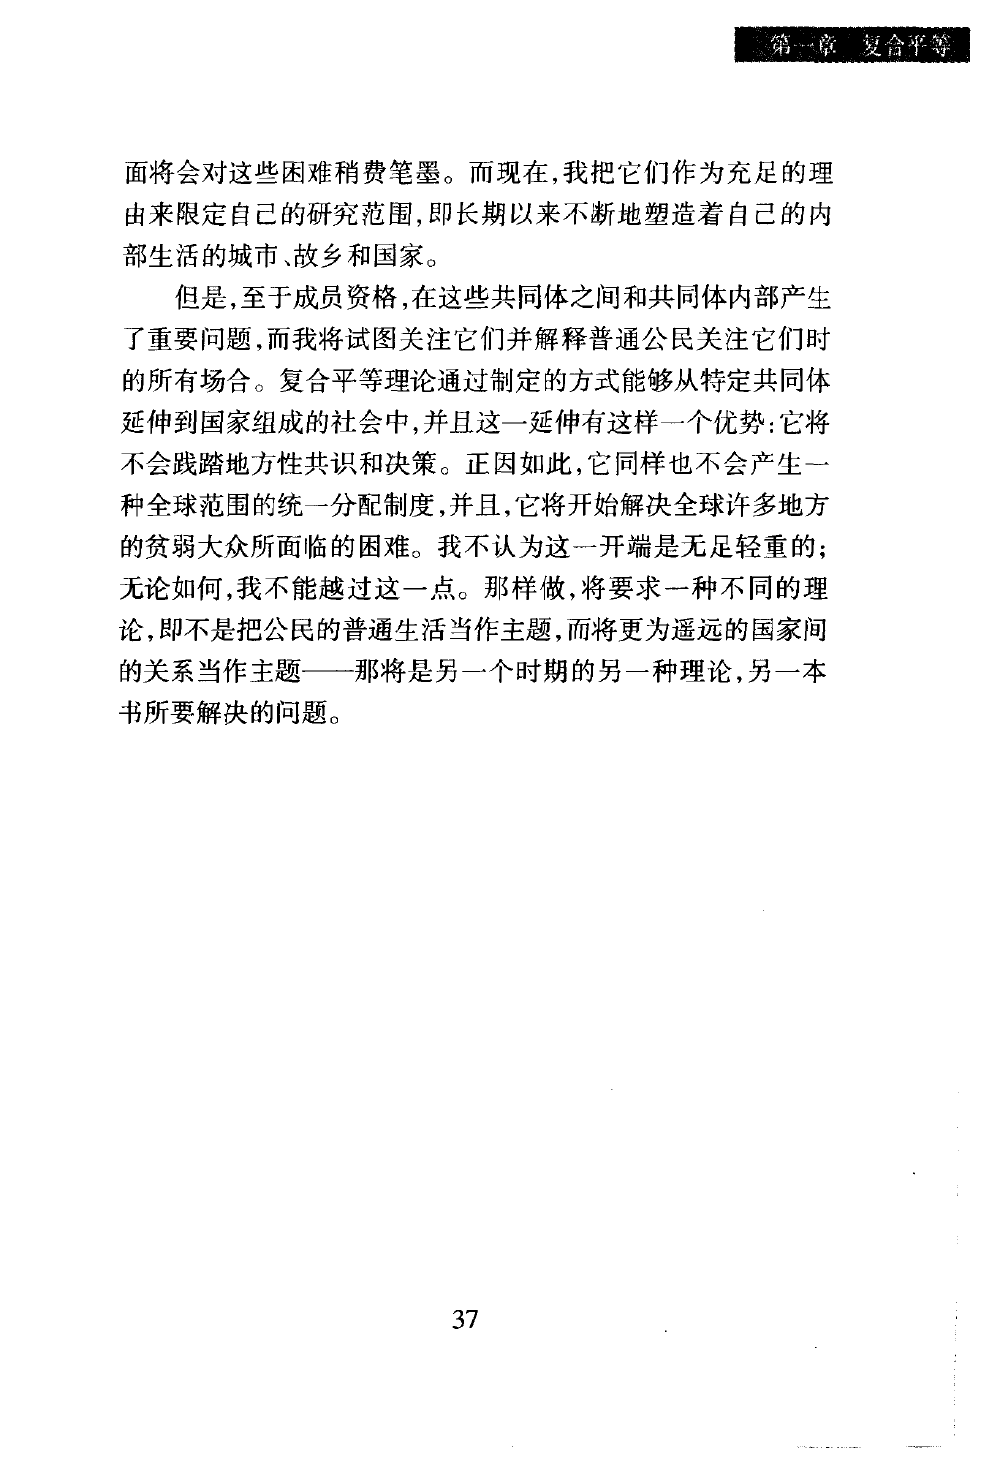 第一章 复合平等
面将会对这些困难稍费笔墨。而现在,我把它们作为充足的理
由来限定自己的研究范围,即长期以来不断地塑造着自己的内
部生活的城市、故乡和国家。
但是,至于成员资格,在这些共同体之间和共同体内部产生
了重要问题,而我将试图关注它们并解释普通公民关注它们时
的所有场合。复合平等理论通过制定的方式能够从特定共同体
延伸到国家组成的社会中,并且这一延伸有这样一个优势:它将
不会践踏地方性共识和决策。正因如此,它同样也不会产生一
种全球范围的统一分配制度,并且,它将开始解决全球许多地方
的贫弱大众所面临的困难。我不认为这一开端是无足轻重的;
无论如何,我不能越过这一点。那样做,将要求一种不同的理
论,即不是把公民的普通生活当作主题,而将更为遥远的国家间
的关系当作主题——那将是另一个时期的另一种理论,另一本
书所要解决的问题。
37